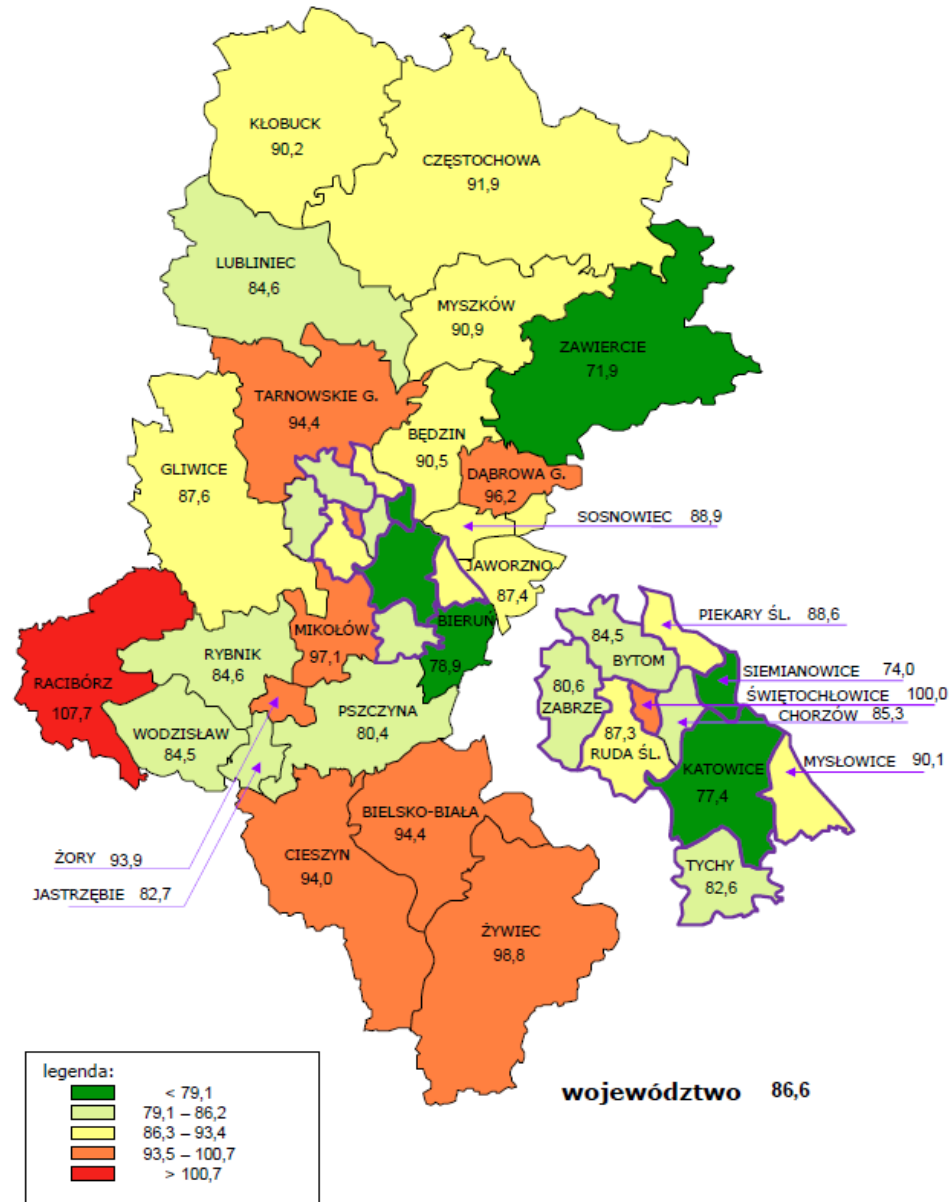 KŁOBUCK
90,2
CZĘSTOCHOWA
91,9
LUBLINIEC
84,6
MYSZKÓW
90,9
ZAWIERCIE
71,9
TARNOWSKIE G.
94,4
BĘDZIN
90,5
DĄBROWA G.
96,2
GLIWICE
87,6
SOSNOWIEC 88,9
JAWORZNO
87,4
MIKOŁÓW
97,1
BIERUŃ
78,9
RYBNIK
84,6
RACIBÓRZ
107,7
PSZCZYNA
80,4
WODZISŁAW
84,5
BIELSKO-BIAŁA
94,4
CIESZYN
94,0
ŻORY 93,9
JASTRZĘBIE 82,7
ŻYWIEC
98,8
PIEKARY ŚL. 88,6
84,5
BYTOM
SIEMIANOWICE 74,0
80,6
ZABRZE
ŚWIĘTOCHŁOWICE 100,0
CHORZÓW 85,3
87,3
RUDA ŚL.
MYSŁOWICE 90,1
KATOWICE
77,4
TYCHY
82,6
legenda:
< 79,1
79,1 – 86,2
86,3 – 93,4
93,5 – 100,7
> 100,7
województwo 86,6